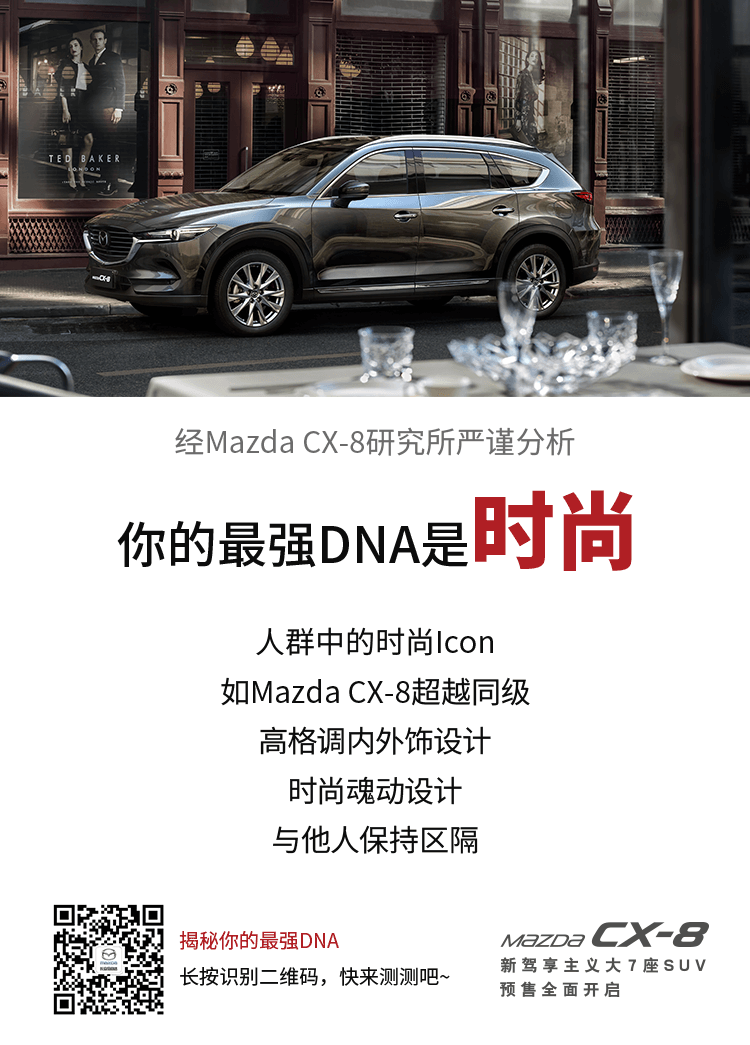 TED BAKER
LONDON
MAZDA CX-8
经Mazda CX-8研究所严谨分析
你的最强DNA是时尚
人群中的时尚Icon
如Mazda CX-8超越同级
高格调内外饰设计
时尚魂动设计
与他人保持区隔
揭秘你的最强DNA
长按识别二维码，快来测测吧~
mazda CX-8
新驾享主义大7座SUV
预售全面开启